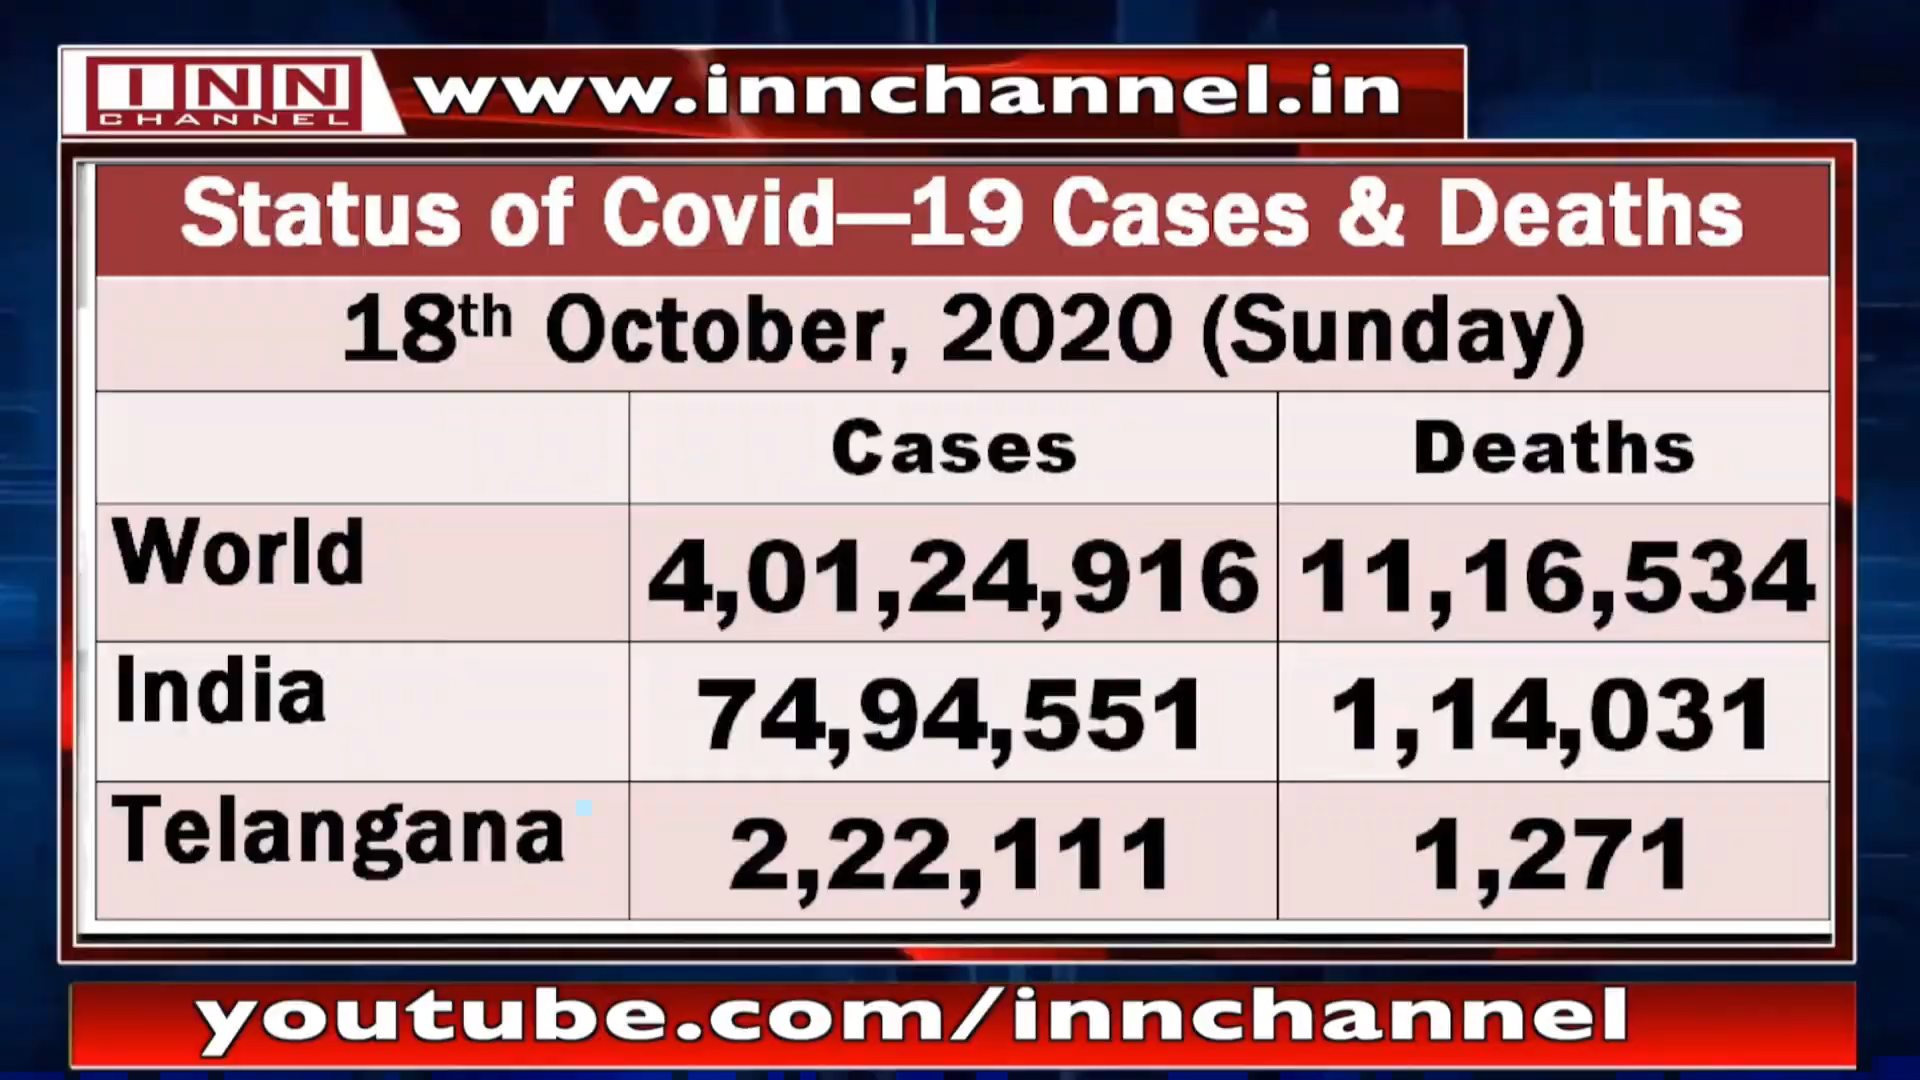 INN
CHANNEL
www.innchannel.in
Status of Covid—19 Cases & Deaths
18th October, 2020 (Sunday)
Cases Deaths
World 4,01,24,916 11,16,534
India 74,94,551 1,14,031
Telangana 2,22,111 1,271
youtube.com/innchannel